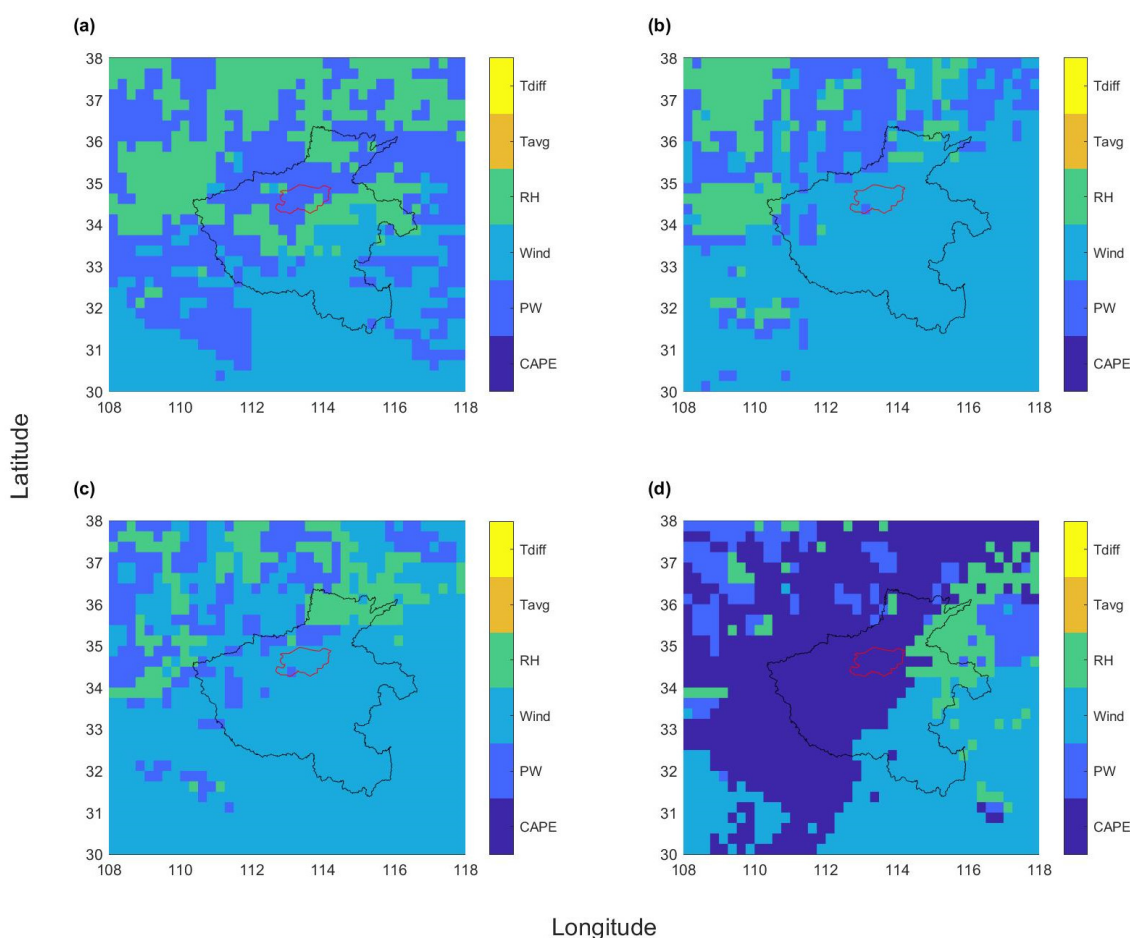 (a)
38
37
36
35
34
33
32
31
30
108 110 112 114 116 118
Tdiff
Tavg
RH
Wind
PW
CAPE
(b)
38
37
36
35
34
33
32
31
30
108 110 112 114 116 118
Tdiff
Tavg
RH
Wind
PW
CAPE
Latitude
(c)
38
37
36
35
34
33
32
31
30
108 110 112 114 116 118
Tdiff
Tavg
RH
Wind
PW
CAPE
(d)
38
37
36
35
34
33
32
31
30
108 110 112 114 116 118
Tdiff
Tavg
RH
Wind
PW
CAPE
Longitude